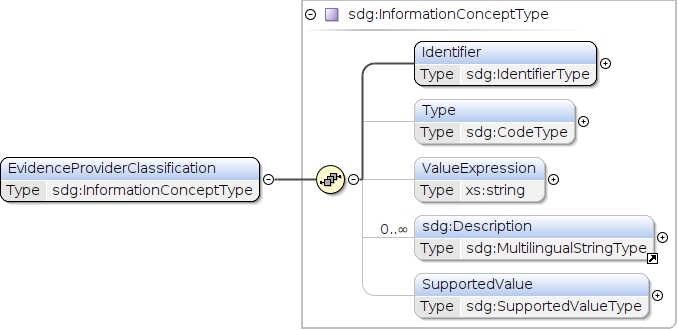 sdg:InformationConceptType
Identifier
Type sdg:IdentifierType
Type
Type sdg:CodeType
EvidenceProviderClassification
Type sdg:InformationConceptType
ValueExpression
Type xs:string
0..∞
sdg:Description
Type sdg:MultilingualStringType
SupportedValue
Type sdg:SupportedValueType